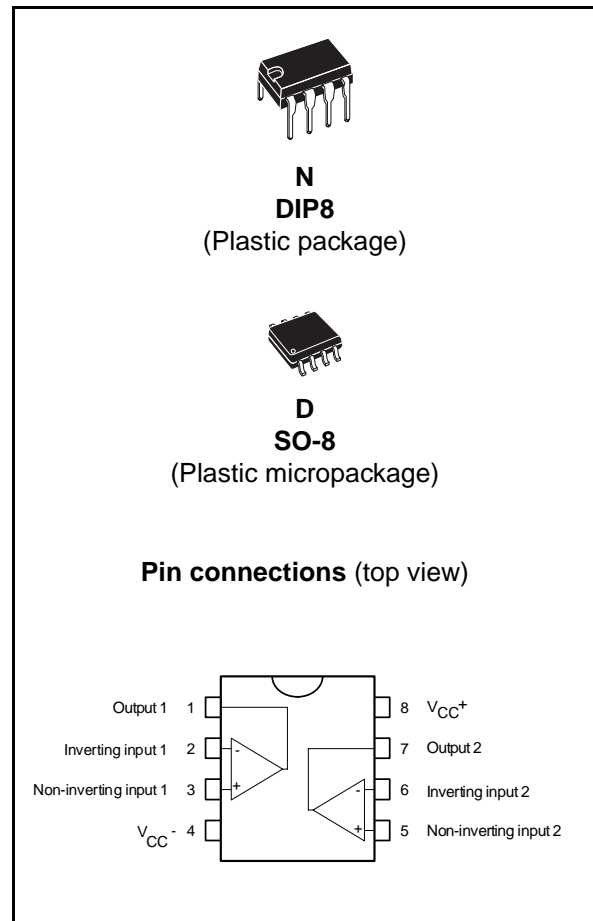 N
DIP8
(Plastic package)
D
SO-8
(Plastic micropackage)
Pin connections (top view)
Output 1 1
8 VCC+
Inverting input 1 2
-
7 Output 2
Non-inverting input 1 3
+
-
6 Inverting input 2
VCC- 4
+
5 Non-inverting input 2